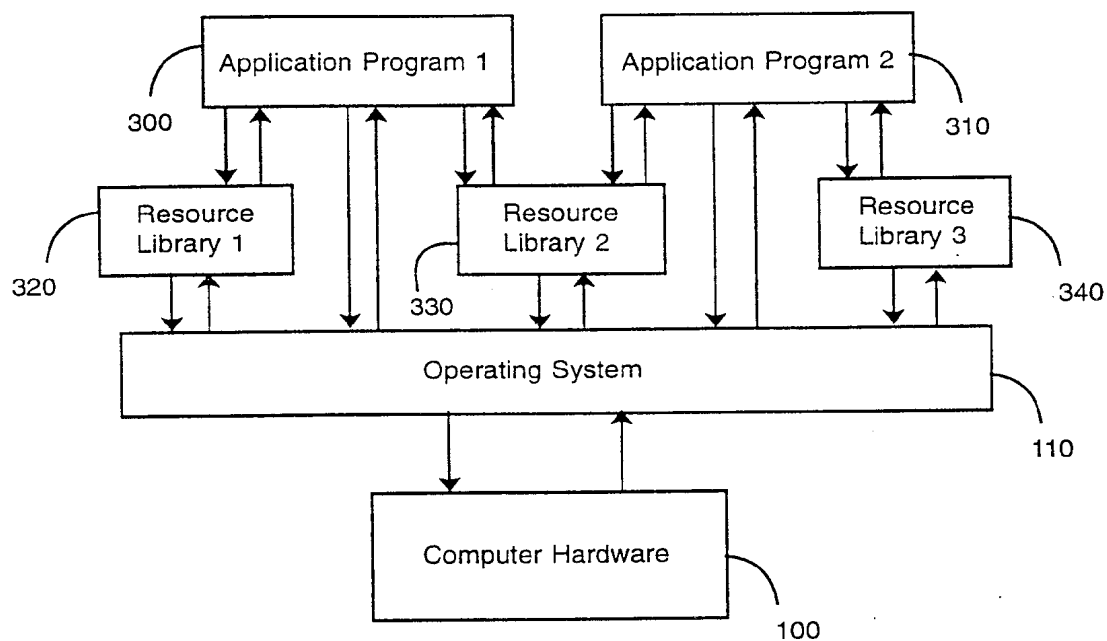 Application Program 1
Application Program 2
300
310
Resource
Library 1
Resource
Library 2
Resource
Library 3
320
330
340
Operating System
110
Computer Hardware
100